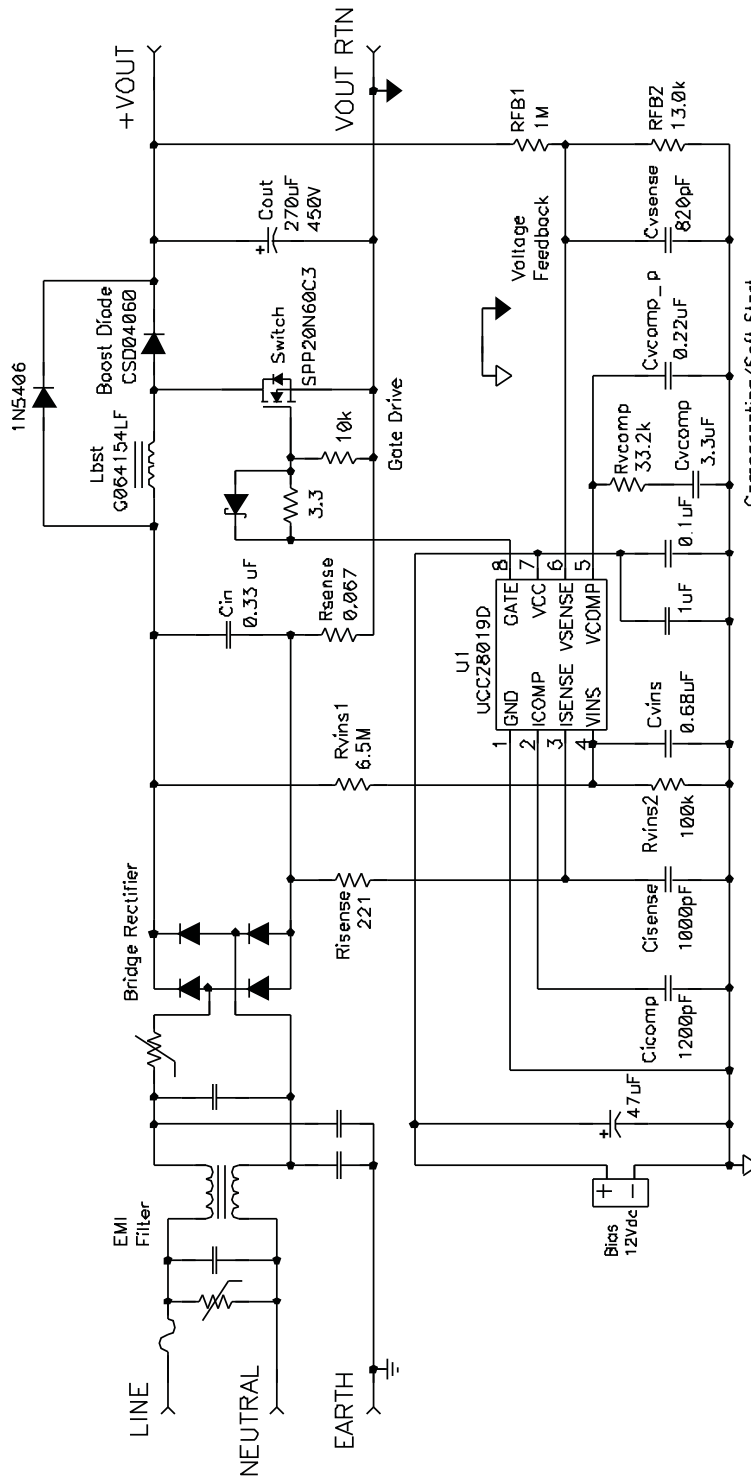 LINE
NEUTRAL
EARTH
EMI
Filter
Bridge Rectifier
1N5406
Lbst
G064154LF
Boost Diode
CSD04060
+VOUT
VOUT RTN
Cin
0.33 uF
Rsense
0.067
3.3
10k
Gate Drive
Switch
SPP20N60C3
+
Cout
270uF
450V
Risense
221
Rvins1
6.5M
U1
UCC28019D
1
GND
2
ICOMP
3
ISENSE
4
VINS
8
GATE
7
VCC
6
VSENSE
5
VCOMP
Voltage
Feedback
RFB1
1M
RFB2
13.0k
Bias
12Vdc
+
−
+
47uF
Cicomp
1200pF
Cisense
1000pF
Rvins2
100k
Cvins
0.68uF
1uF
0.1uF
Rvcomp
33.2k
Cvcomp
3.3uF
Cvcomp_p
0.22uF
Cvsense
820pF